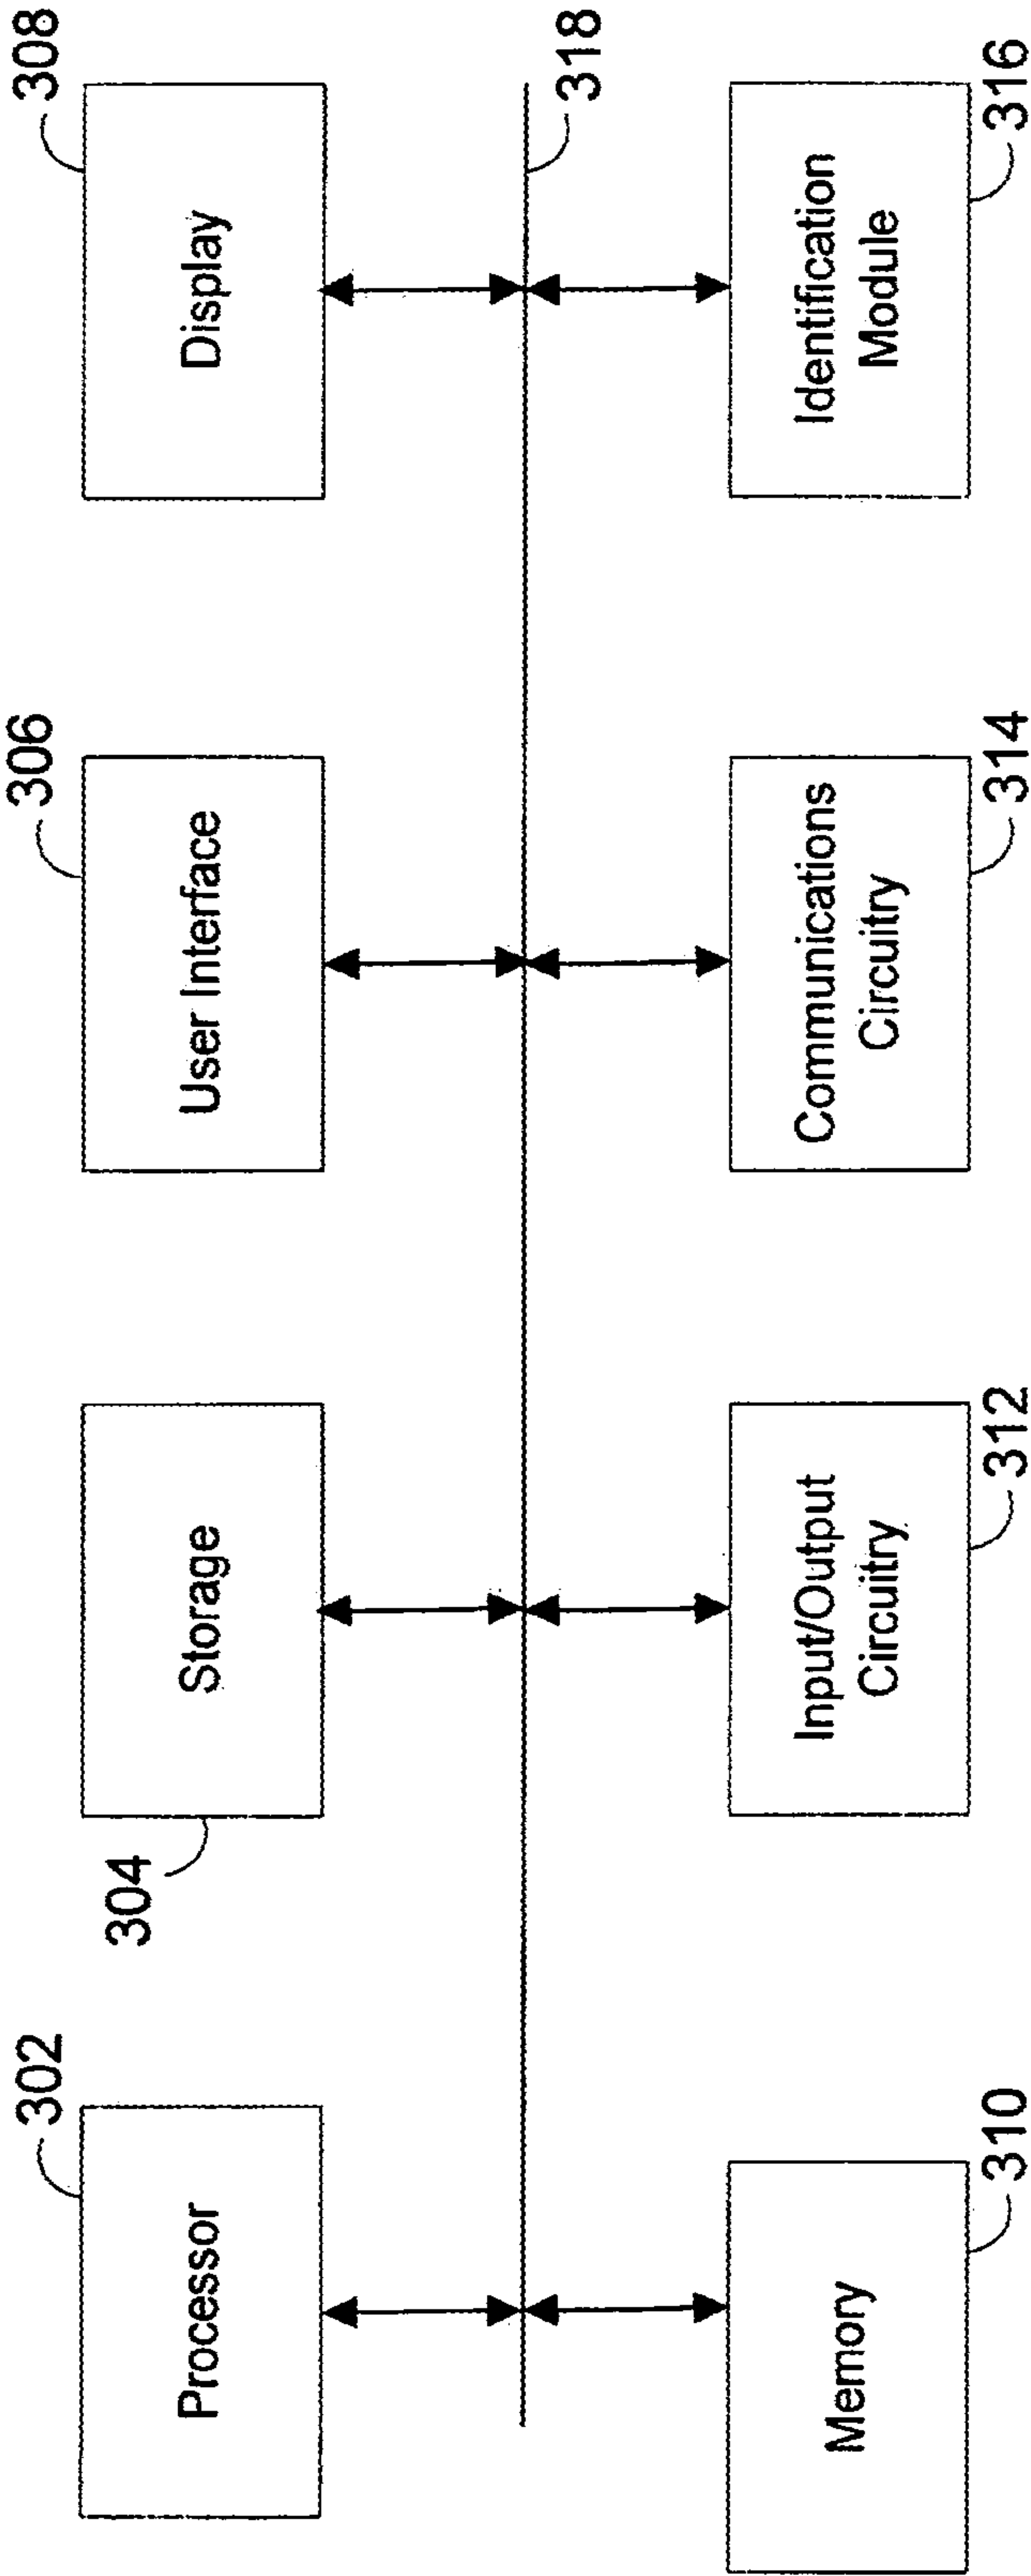 302
Processor
304
Storage
306
User Interface
308
Display
318
Memory
310
Input/Output
Circuitry
312
Communications
Circuitry
314
Identification
Module
316